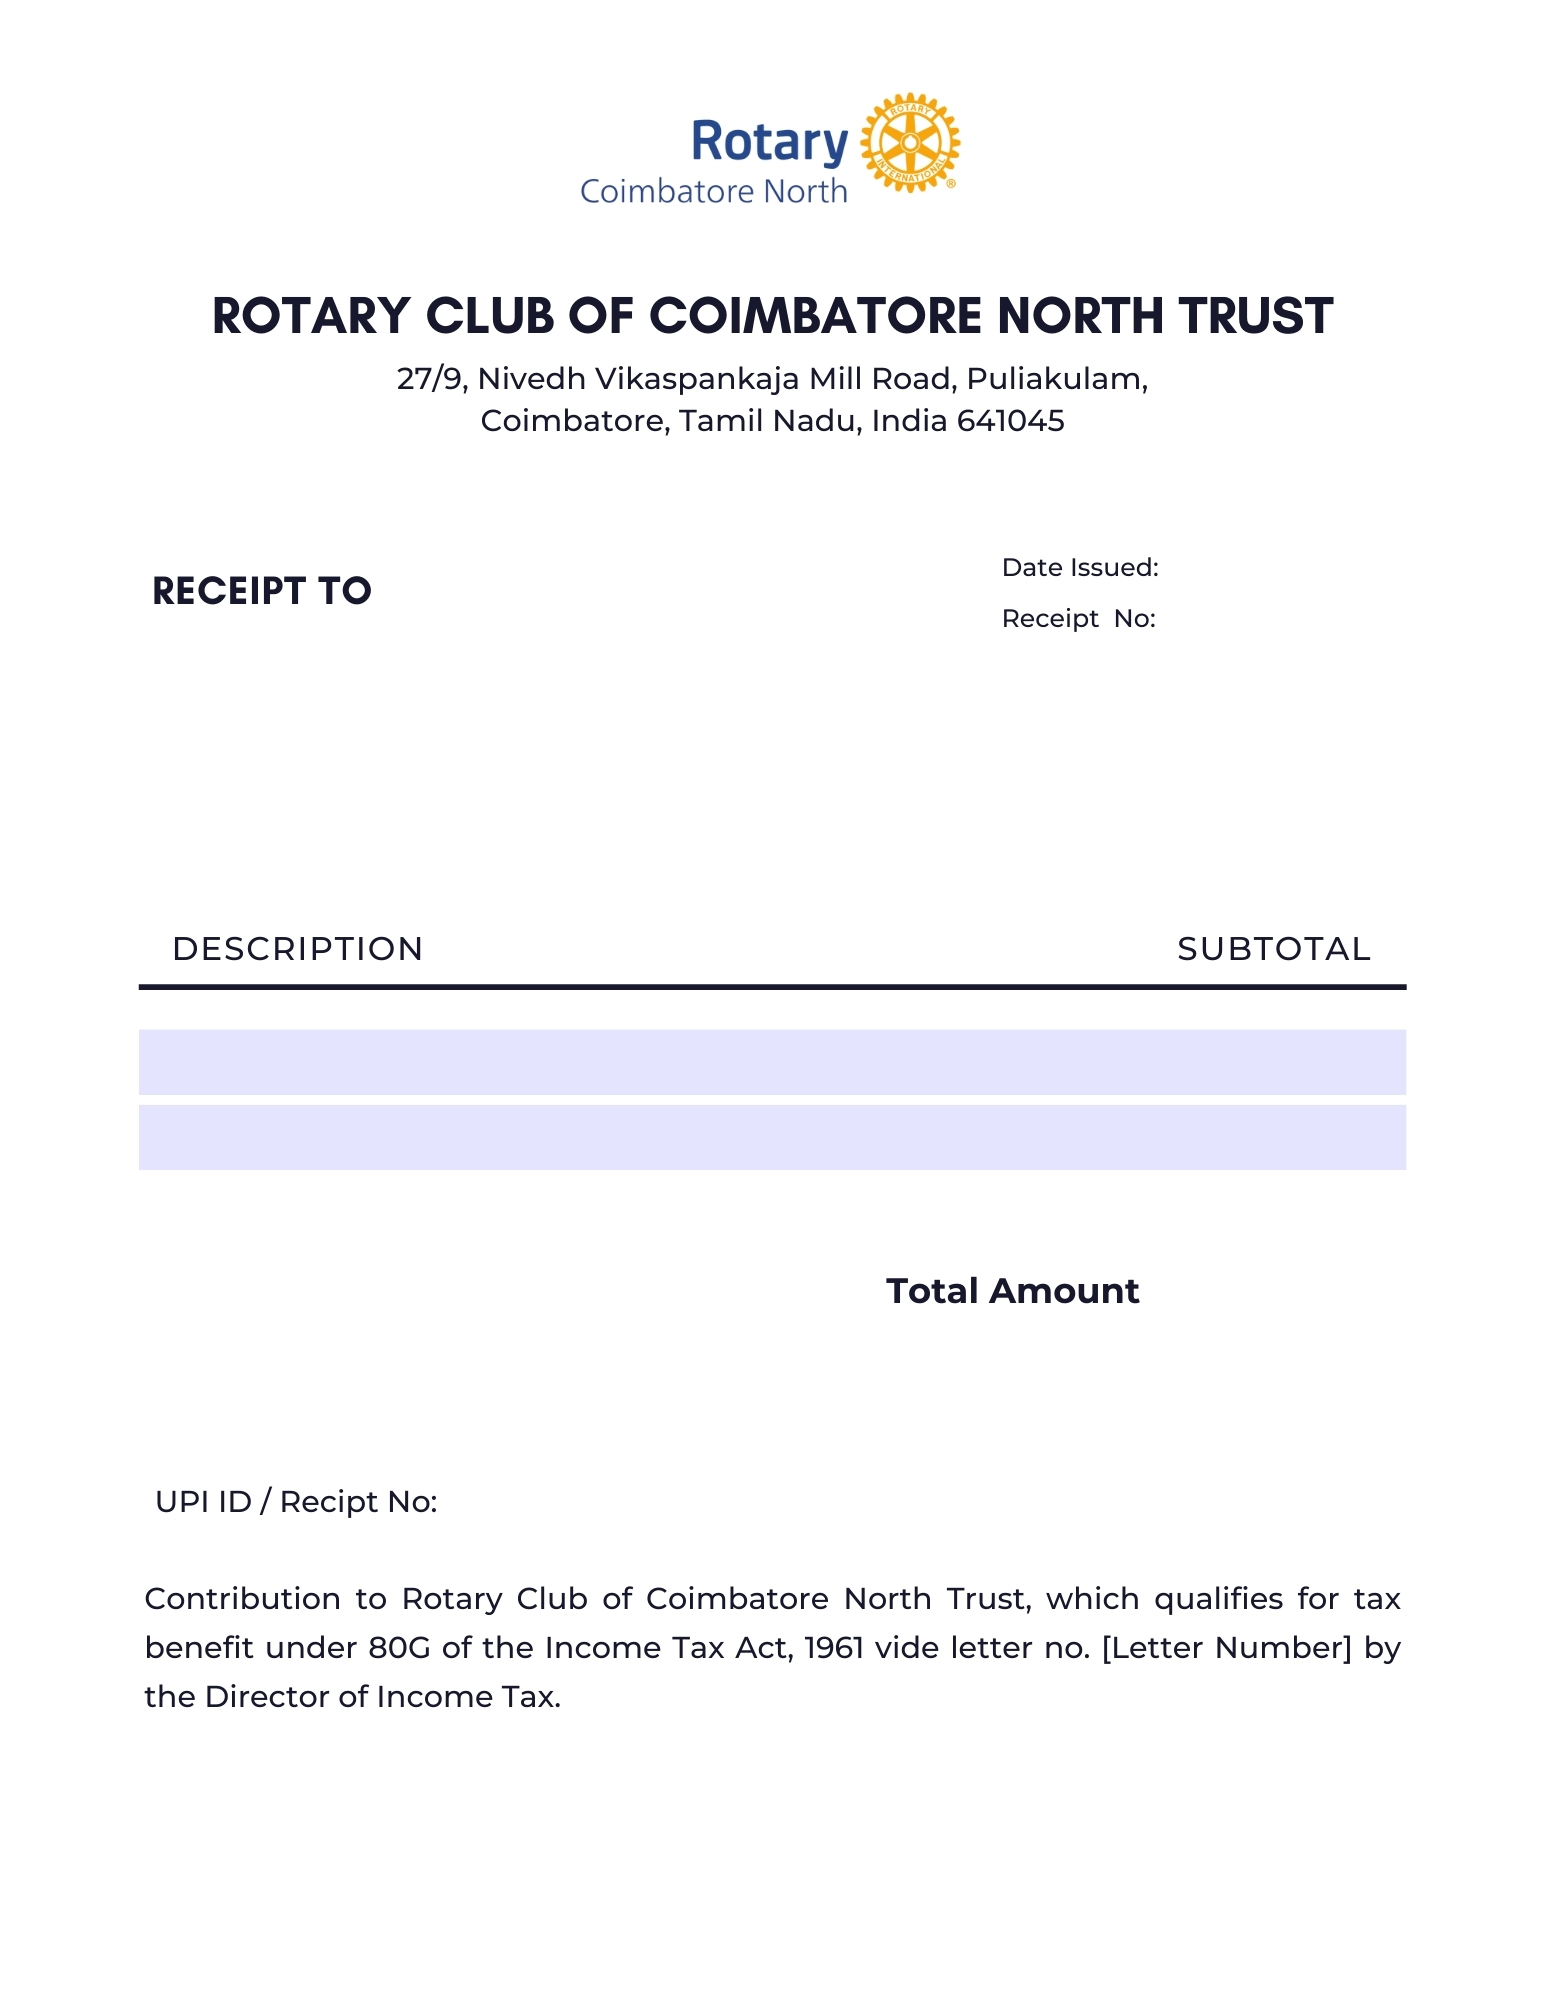 Rotary
Coimbatore North
ROTARY
INTERNATIONAL
®
ROTARY CLUB OF COIMBATORE NORTH TRUST
27/9, Nivedh Vikaspankaja Mill Road, Puliakulam,
Coimbatore, Tamil Nadu, India 641045
RECEIPT TO
Date Issued:
Receipt No:
DESCRIPTION SUBTOTAL
Total Amount
UPI ID / Recipt No:
Contribution to Rotary Club of Coimbatore North Trust, which qualifies for tax
benefit under 80G of the Income Tax Act, 1961 vide letter no. [Letter Number] by
the Director of Income Tax.